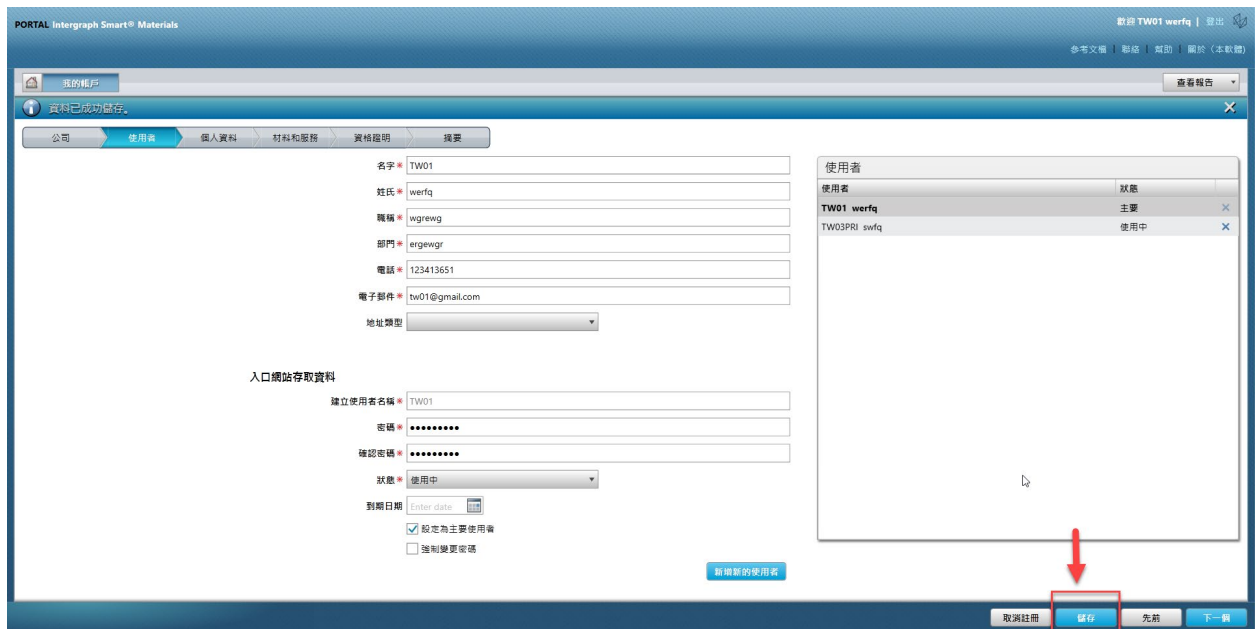 PORTAL Intergraph Smart® Materials
歡迎 TW01 werfq | 登出
參考文檔 | 聯絡 | 幫助 | 關於 (本軟體)
我的帳戶
查看報告
資料已成功儲存。
公司
使用者
個人資料
材料和服務
資格證明
摘要
名字* TW01
姓氏* werfq
職稱* wgrewg
部門* ergewgr
電話* 123413651
電子郵件* tw01@gmail.com
地址類型
入口網站存取資料
建立使用者名稱* TW01
密碼* •••••••••
確認密碼* •••••••••
狀態* 使用中
到期日期 Enter date
設定為主要使用者
強制變更密碼
新增新的使用者
使用者
使用者 狀態
TW01 werfq 主要
TW03PRI swfq 使用中
取消註冊
儲存
先前
下一個